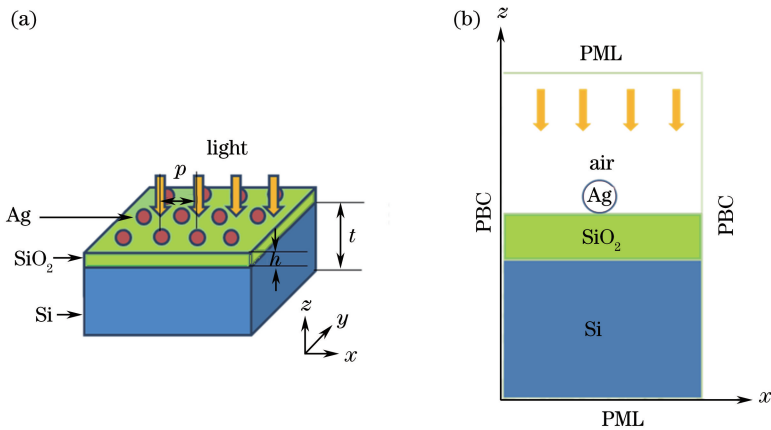 (a)
light
p
Ag
SiO₂
Si
t
h
z
y
x
(b)
z
PML
air
Ag
PBC
PBC
SiO₂
Si
x
PML